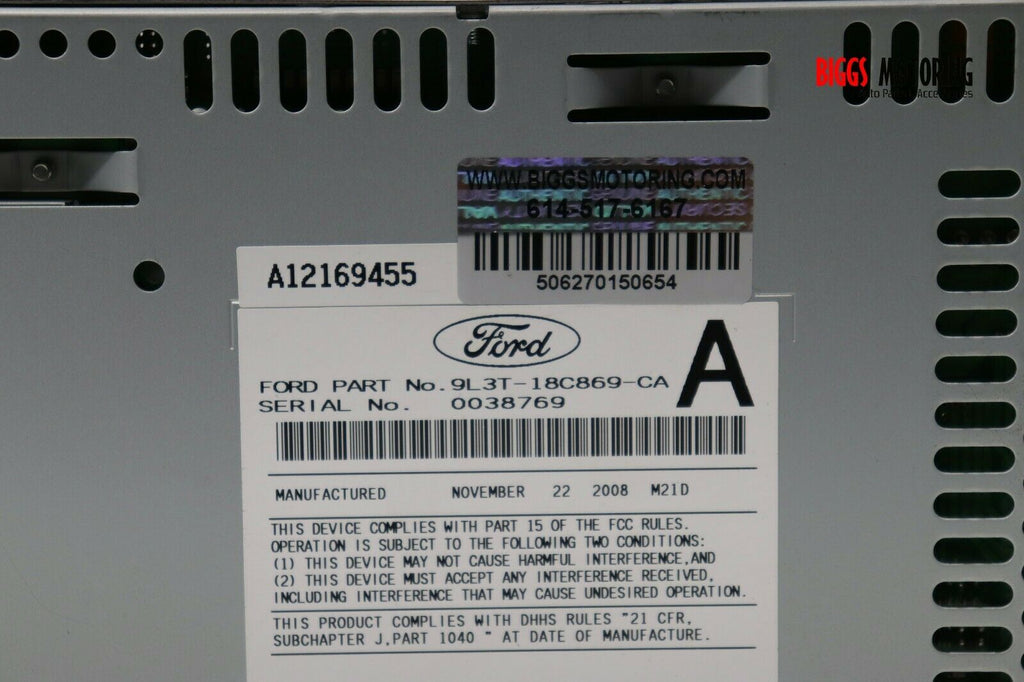 BIGGS MOTORING
WWW.BIGGSMOTORING.COM
614-517-6167
506270150654
A12169455
Ford
A
FORD PART No.9L3T-18C869-CA
SERIAL No. 0038769
MANUFACTURED NOVEMBER 22 2008 M21D
THIS DEVICE COMPLIES WITH PART 15 OF THE FCC RULES.
OPERATION IS SUBJECT TO THE FOLLOWING TWO CONDITIONS:
(1) THIS DEVICE MAY NOT CAUSE HARMFUL INTERFERENCE,AND
(2) THIS DEVICE MUST ACCEPT ANY INTERFERENCE RECEIVED,
INCLUDING INTERFERENCE THAT MAY CAUSE UNDESIRED OPERATION.
THIS PRODUCT COMPLIES WITH DHHS RULES "21 CFR,
SUBCHAPTER J,PART 1040 " AT DATE OF MANUFACTURE.